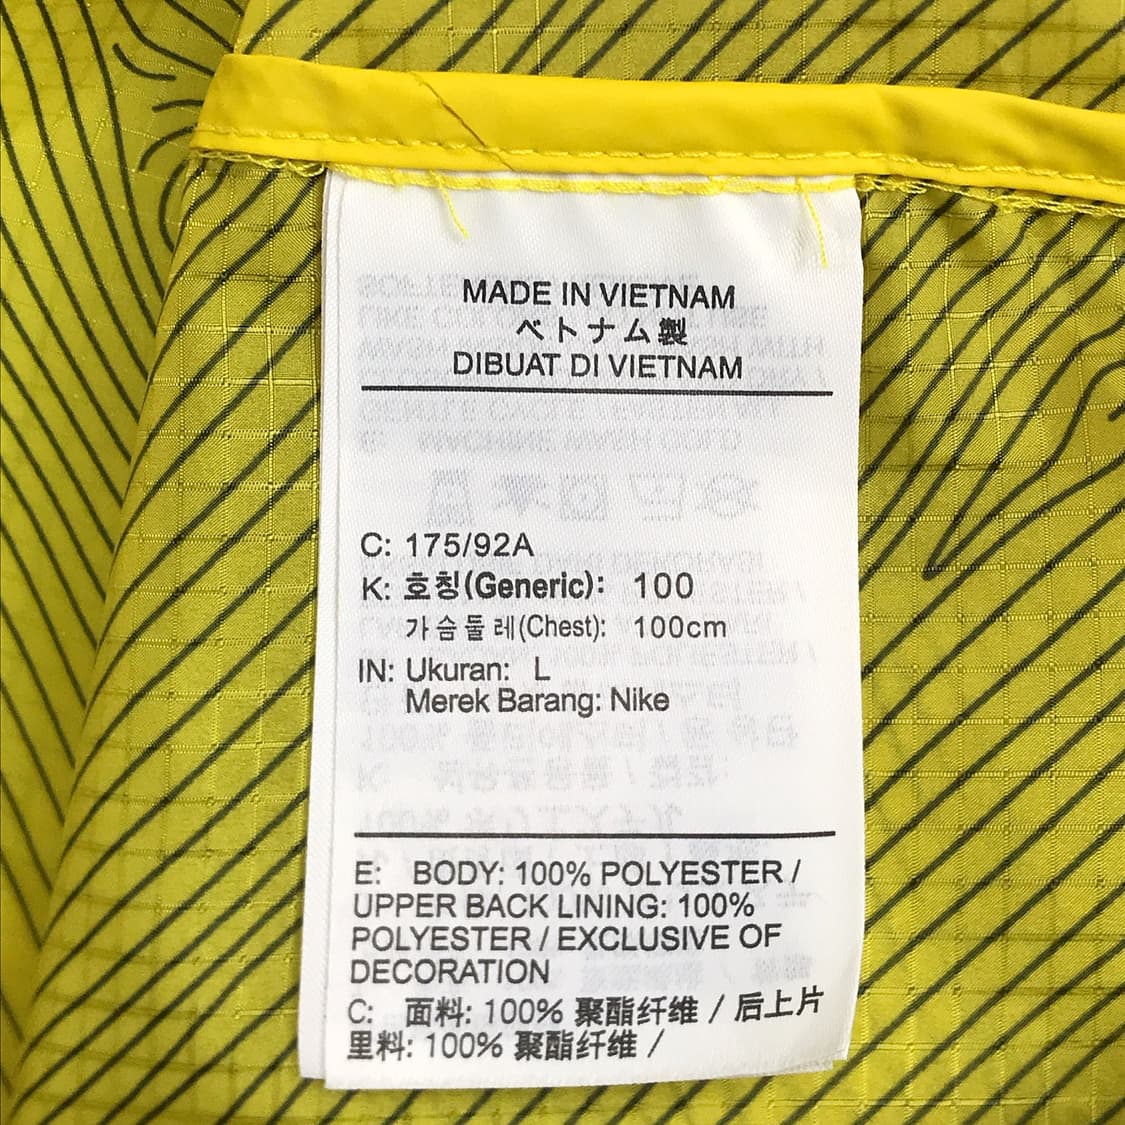 MADE IN VIETNAM
ベトナム製
DIBUAT DI VIETNAM
C: 175/92A
K: 호칭(Generic): 100
가슴둘레(Chest): 100cm
IN: Ukuran: L
Merek Barang: Nike
E: BODY: 100% POLYESTER /
UPPER BACK LINING: 100%
POLYESTER / EXCLUSIVE OF
DECORATION
C: 面料: 100% 聚酯纤维 / 后上片
里料: 100% 聚酯纤维 /